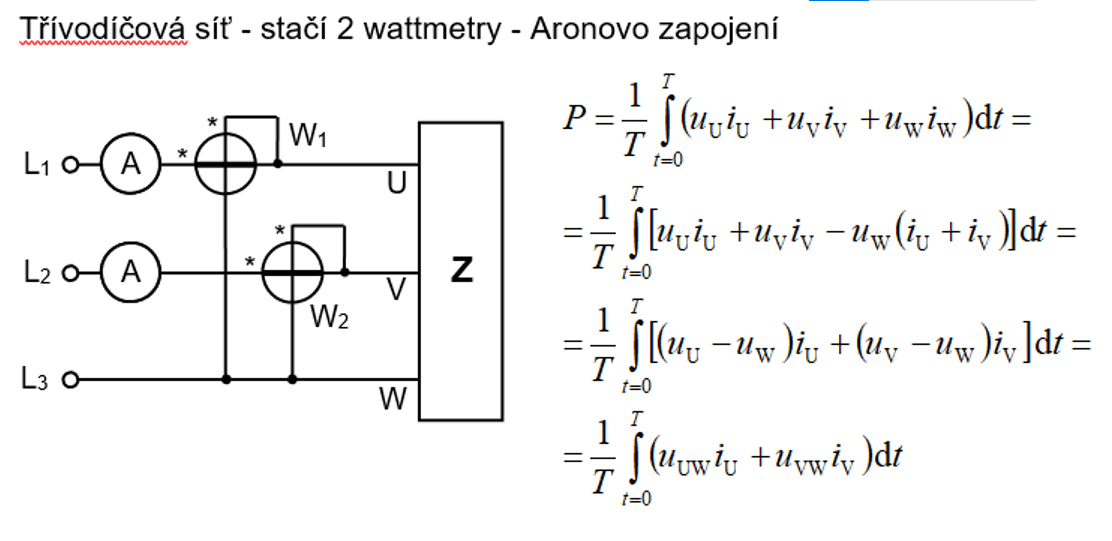 Třívodíčová síť - stačí 2 wattmetry - Aronovo zapojení
L1 A * * W1 U
L2 A * * W2 V
L3 W
Z
P = 1/T ∫_{t=0}^{T} (u_U i_U + u_V i_V + u_W i_W)dt =
= 1/T ∫_{t=0}^{T} [u_U i_U + u_V i_V − u_W (i_U + i_V)]dt =
= 1/T ∫_{t=0}^{T} [(u_U − u_W)i_U + (u_V − u_W)i_V]dt =
= 1/T ∫_{t=0}^{T} (u_UW i_U + u_VW i_V)dt